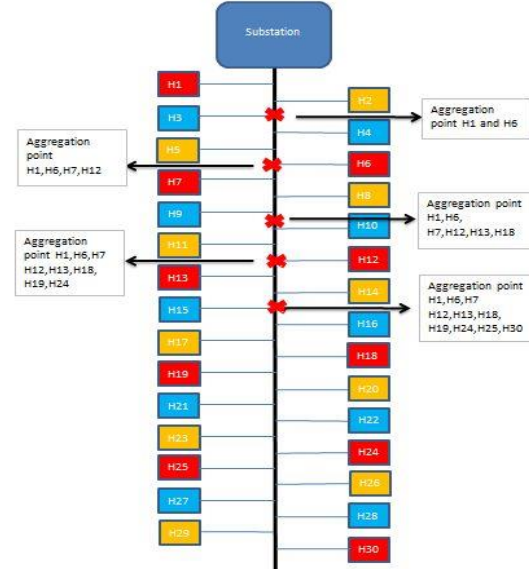 Substation
H1
H2
H3
Aggregation
point H1 and H6
H4
Aggregation
point
H1,H6,H7,H12
H5
H6
H7
H8
H9
Aggregation point
H1,H6,
H7,H12,H13,H18
H10
Aggregation
point H1,H6,H7
H12,H13,H18,
H19,H24
H11
H12
H13
Aggregation point
H1,H6,H7
H12,H13,H18,
H19,H24,H25,H30
H14
H15
H16
H17
H18
H19
H20
H21
H22
H23
H24
H25
H26
H27
H28
H29
H30